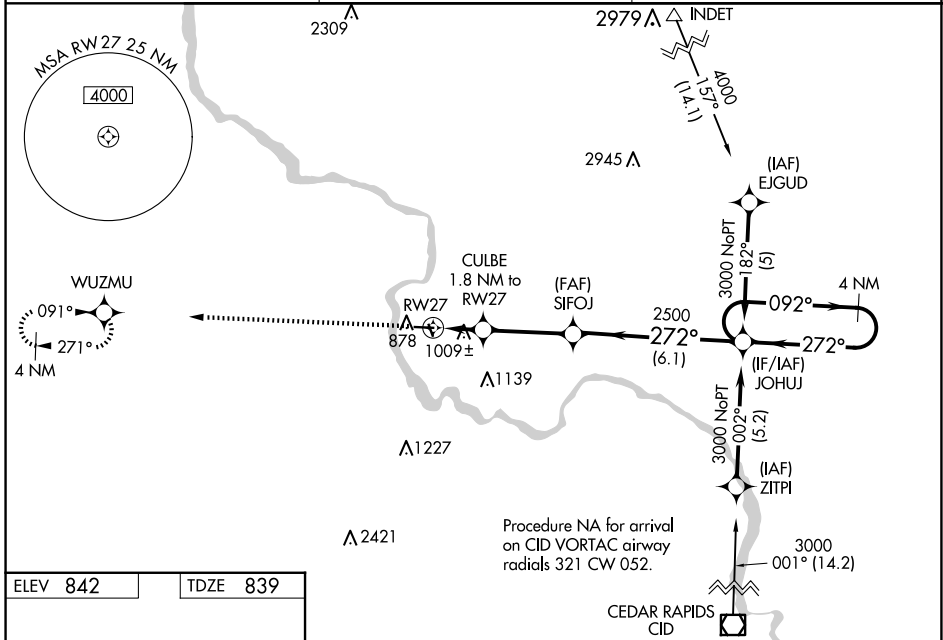 2309
2979
INDET
MSA RW27 25 NM
4000
4000
157°
(14.1)
2945
(IAF)
EJGUD
3000 NoPT
182°
(5)
4 NM
092°
272°
WUZMU
091°
271°
4 NM
RW27
878
1009±
CULBE
1.8 NM to
RW27
(FAF)
SIFOJ
2500
272°
(6.1)
(IF/IAF)
JOHUJ
1139
3000 NoPT
002°
(5.2)
1227
(IAF)
ZITPI
2421
Procedure NA for arrival
on CID VORTAC airway
radials 321 CW 052.
3000
001° (14.2)
CEDAR RAPIDS
CID
ELEV 842
TDZE 839